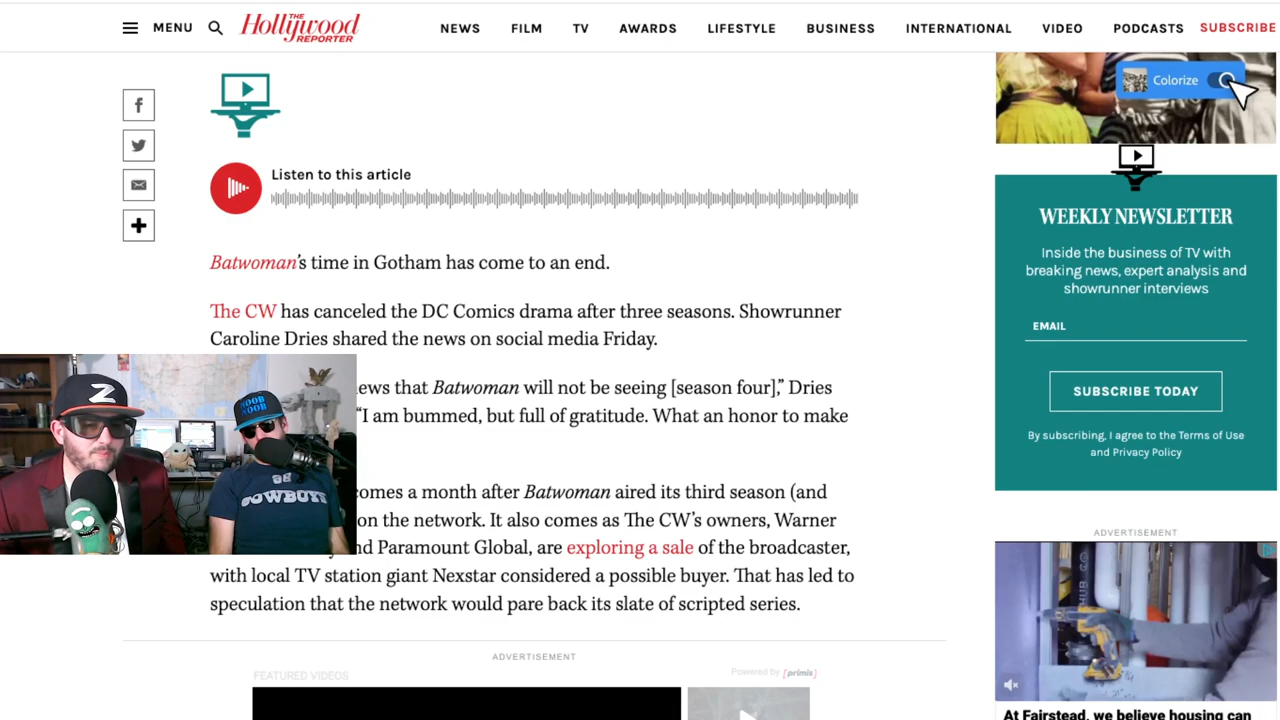 MENU
THE
Hollywood
REPORTER
NEWS
FILM
TV
AWARDS
LIFESTYLE
BUSINESS
INTERNATIONAL
VIDEO
PODCASTS
SUBSCRIBE
Colorize
Listen to this article
Batwoman's time in Gotham has come to an end.
The CW has canceled the DC Comics drama after three seasons. Showrunner
Caroline Dries shared the news on social media Friday.
ews that Batwoman will not be seeing [season four],” Dries
“I am bummed, but full of gratitude. What an honor to make
comes a month after Batwoman aired its third season (and
on the network. It also comes as The CW's owners, Warner
nd Paramount Global, are exploring a sale of the broadcaster,
with local TV station giant Nexstar considered a possible buyer. That has led to
speculation that the network would pare back its slate of scripted series.
ADVERTISEMENT
FEATURED VIDEOS
Powered by [primis]
WEEKLY NEWSLETTER
Inside the business of TV with
breaking news, expert analysis and
showrunner interviews
EMAIL
SUBSCRIBE TODAY
By subscribing, I agree to the Terms of Use
and Privacy Policy
ADVERTISEMENT
At Fairstead, we believe housing can
Z
NOOB
NOOB
COWBOYS